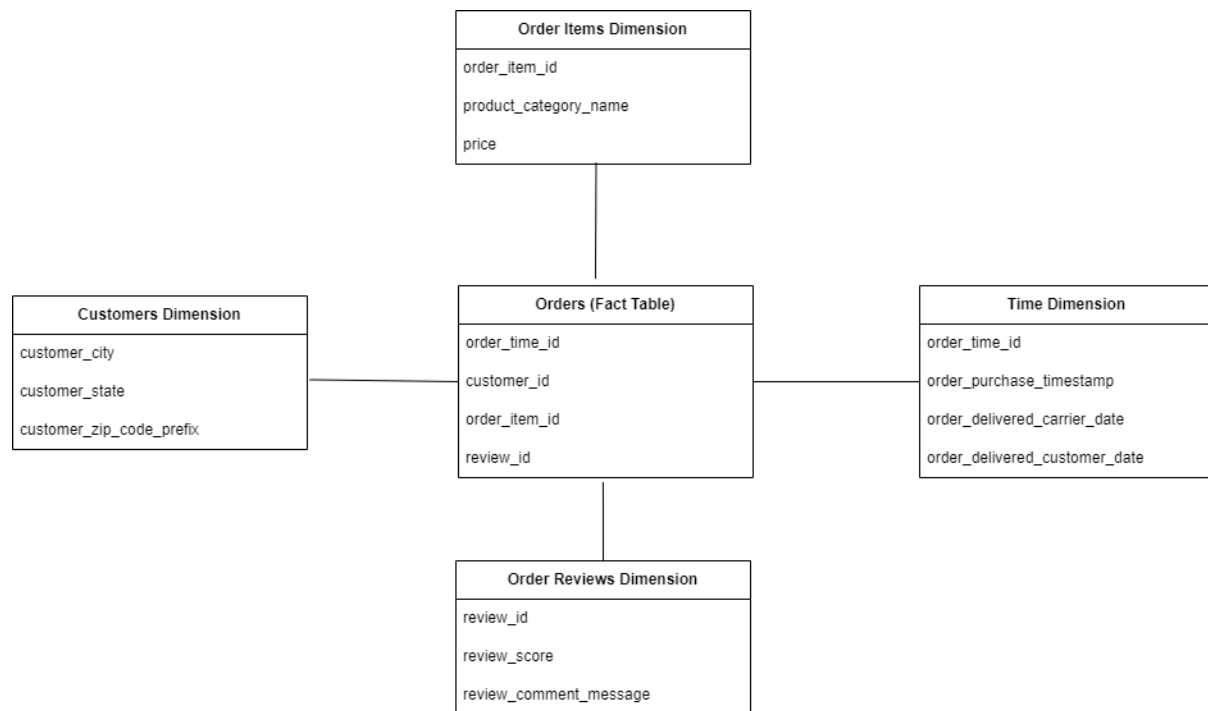 Order Items Dimension
order_item_id
product_category_name
price
Customers Dimension
customer_city
customer_state
customer_zip_code_prefix
Orders (Fact Table)
order_time_id
customer_id
order_item_id
review_id
Time Dimension
order_time_id
order_purchase_timestamp
order_delivered_carrier_date
order_delivered_customer_date
Order Reviews Dimension
review_id
review_score
review_comment_message